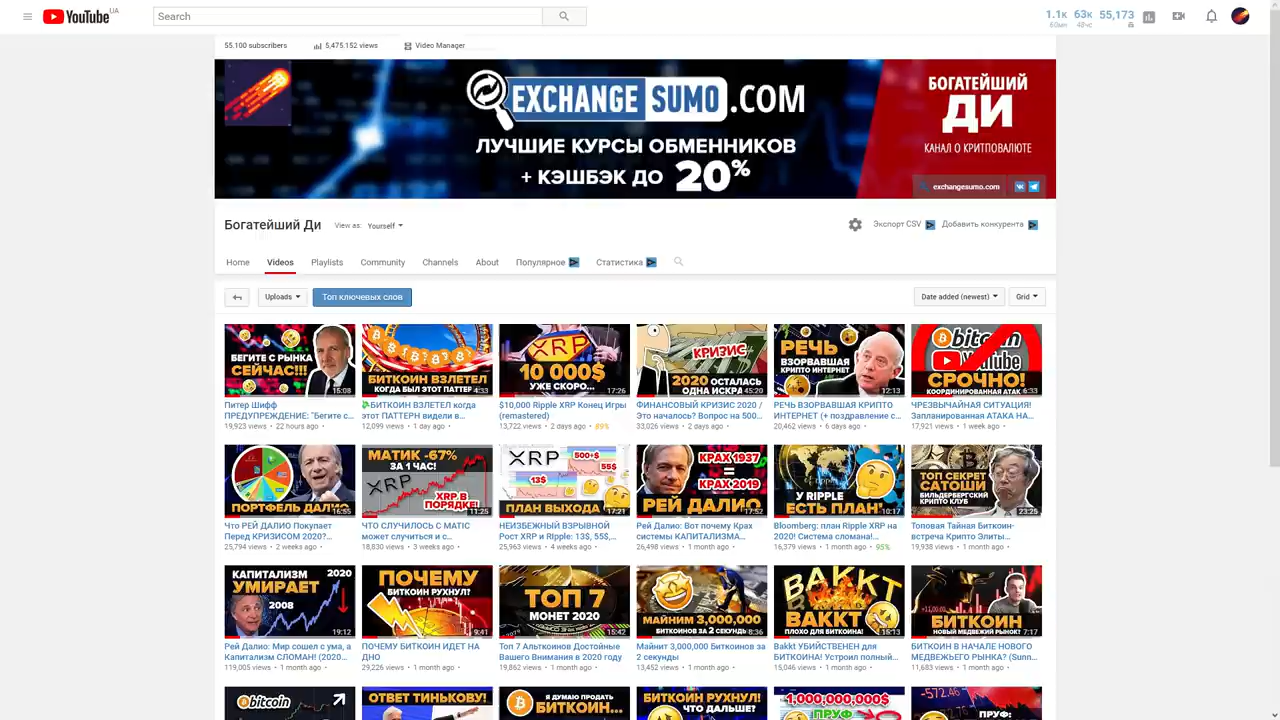 YouTube UA
Search
1.1K 63K 55,173
60мин 48чс
55.100 subscribers 5,475.152 views Video Manager
EXCHANGE SUMO.COM
ЛУЧШИЕ КУРСЫ ОБМЕННИКОВ
+ КЭШБЭК ДО 20%
БОГАТЕЙШИЙ
ДИ
КАНАЛ О КРИПТОВАЛЮТЕ
exchangesumo.com
Богатейший Ди View as: Yourself
Экспорт CSV Добавить конкурента
Home Videos Playlists Community Channels About Популярное Статистика
Uploads Топ ключевых слов Date added (newest) Grid
БЕГИТЕ С РЫНКА
СЕЙЧАС!!!
15:08
БИТКОИН ВЗЛЕТЕЛ
КОГДА БЫЛ ЭТОТ ПАТТЕР
4:33
XRP
10 000$
УЖЕ СКОРО...
17:26
КРИЗИС
2020 ОСТАЛАСЬ
ОДНА ИСКРА
45:20
РЕЧЬ
ВЗОРВАВШАЯ
КРИПТО ИНТЕРНЕТ
12:13
bitcoin
YouTube
СРОЧНО!
КООРДИНИРОВАННАЯ АТАК
6:33
Питер Шифф
ПРЕДУПРЕЖДЕНИЕ: "Бегите с...
19,923 views • 22 hours ago
БИТКОИН ВЗЛЕТЕЛ когда
этот ПАТТЕРН видели в...
12,099 views • 1 day ago
$10,000 Ripple XRP Конец Игры
(remastered)
13,722 views • 2 days ago • 89%
ФИНАНСОВЫЙ КРИЗИС 2020 /
Это началось? Вопрос на 500...
33,026 views • 2 days ago
РЕЧЬ ВЗОРВАВШАЯ КРИПТО
ИНТЕРНЕТ (+ поздравление с...
20,462 views • 6 days ago
ЧРЕЗВЫЧАЙНАЯ СИТУАЦИЯ!
Запланированная АТАКА НА...
17,921 views • 1 week ago
ПОРТФЕЛЬ ДАЛИО
16:55
МАТИК -67%
ЗА 1 ЧАС!
XRP
XRP В
ПОРЯДКЕ!
11:25
XRP
500$+
55$
13$
ПЛАН ВЫХОДА
17:21
КРАХ 1937
=
КРАХ 2019
РЕЙ ДАЛИО
17:52
У RIPPLE
ЕСТЬ ПЛАН
10:17
ТОП СЕКРЕТ
САТОШИ
БИЛЬДЕРБЕРГСКИЙ
КРИПТО КЛУБ
23:25
Что РЕЙ ДАЛИО Покупает
Перед КРИЗИСОМ 2020?...
25,794 views • 2 weeks ago
ЧТО СЛУЧИЛОСЬ С MATIC
может случиться и с...
18,830 views • 3 weeks ago
НЕИЗБЕЖНЫЙ ВЗРЫВНОЙ
Рост XRP и Ripple: 13$, 55$,...
25,963 views • 4 weeks ago
Рей Далио: Вот почему Крах
системы КАПИТАЛИЗМА...
26,498 views • 1 month ago
Bloomberg: план Ripple XRP на
2020! Система сломана!...
16,379 views • 1 month ago • 95%
Топовая Тайная Биткоин-
встреча Крипто Элиты...
19,938 views • 1 month ago
КАПИТАЛИЗМ 2020
УМИРАЕТ
2008
19:12
ПОЧЕМУ
БИТКОИН РУХНУЛ?
9:41
ТОП 7
МОНЕТ 2020
15:42
МАЙНИМ 3,000,000
БИТКОИНОВ ЗА 2 СЕКУНДЫ
8:36
BAKKT
BAKKT
ПЛОХО ДЛЯ БИТКОИНА!
15:13
+11,00.60
БИТКОИН
НОВЫЙ МЕДВЕЖИЙ РЫНОК?
7:17
Рей Далио: Мир сошел с ума, а
Капитализм СЛОМАН! (2020...
119,005 views • 1 month ago
ПОЧЕМУ БИТКОИН ИДЕТ НА
ДНО
29,226 views • 1 month ago
Топ 7 Альткоинов Достойные
Вашего Внимания в 2020 году
19,862 views • 1 month ago
Майнит 3,000,000 Биткоинов за
2 секунды
13,452 views • 1 month ago
Bakkt УБИЙСТВЕНЕН для
БИТКОИНА! Устроил полный...
15,046 views • 1 month ago
БИТКОИН В НАЧАЛЕ НОВОГО
МЕДВЕЖЬЕГО РЫНКА? (Sunn...
11,683 views • 1 month ago
bitcoin
ОТВЕТ ТИНЬКОВУ!
Я ДУМАЮ ПРОДАТЬ
БИТКОИН...
БИТКОИН РУХНУЛ!
ЧТО ДАЛЬШЕ?
1,000,000,000$
ПРУФ
-572.46
ПРУФ: